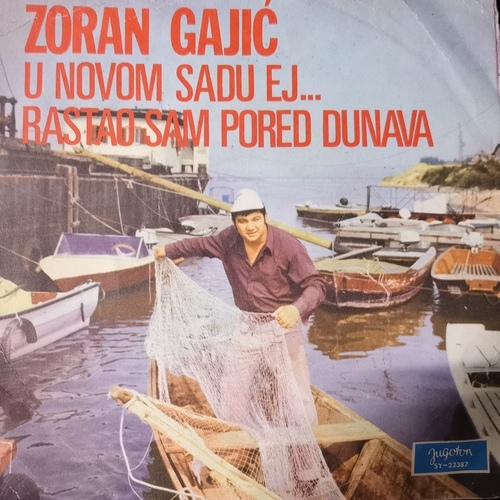 ZORAN GAJIĆ
U NOVOM SADU EJ...
RASTAO SAM PORED DUNAVA
Jugoton
SY-22387